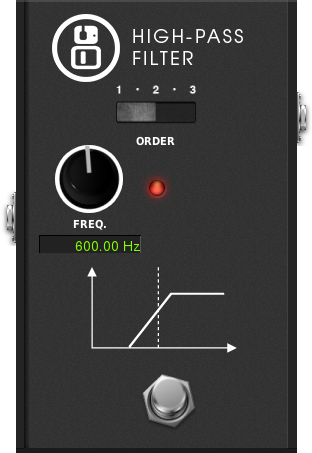 HIGH-PASS
FILTER
1 · 2 · 3
ORDER
FREQ.
600.00 Hz